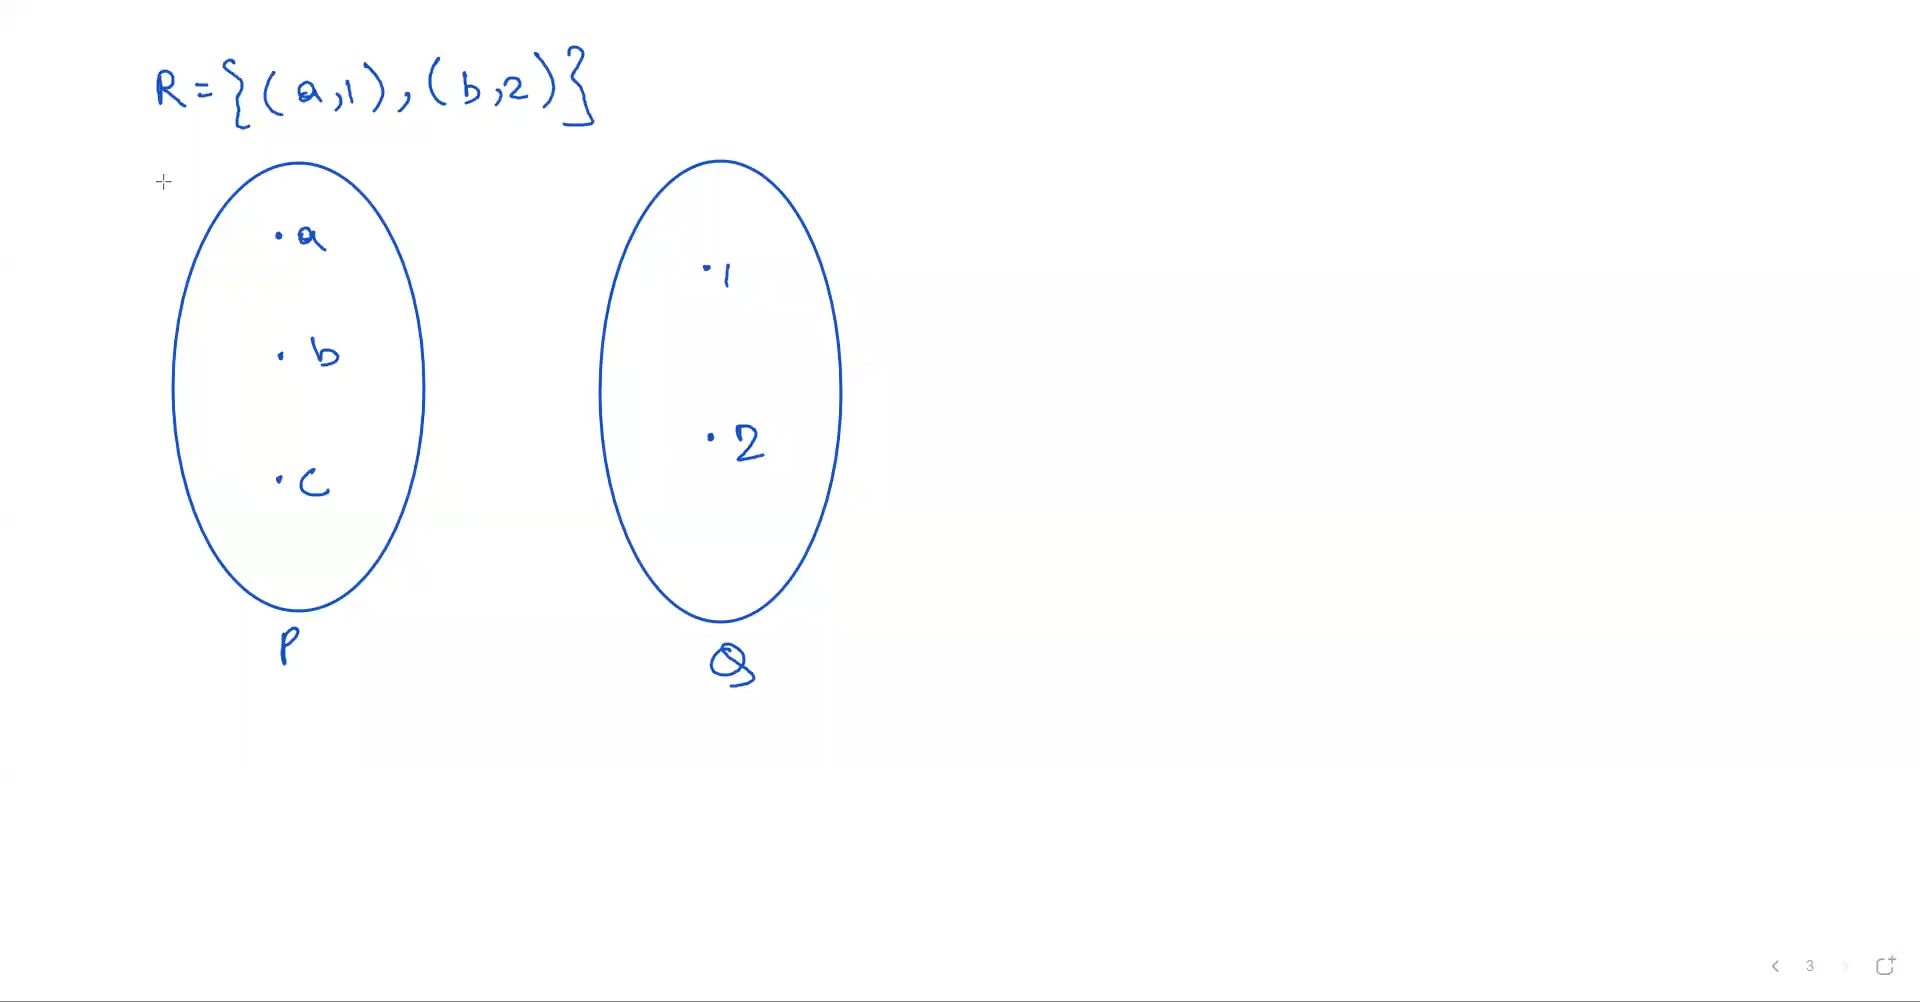 R = {(a,1), (b,2)}
·a
·1
·b
·2
·c
P
Q
3